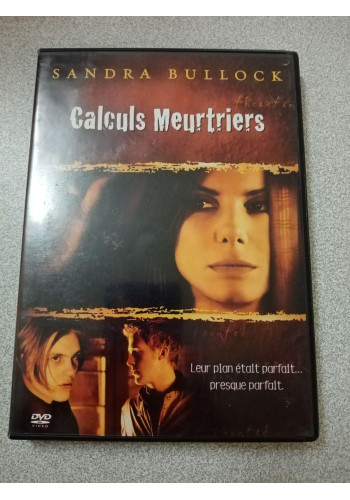 SANDRA BULLOCK
Calculs Meurtriers
Leur plan était parfait...
presque parfait.
DVD
VIDEO